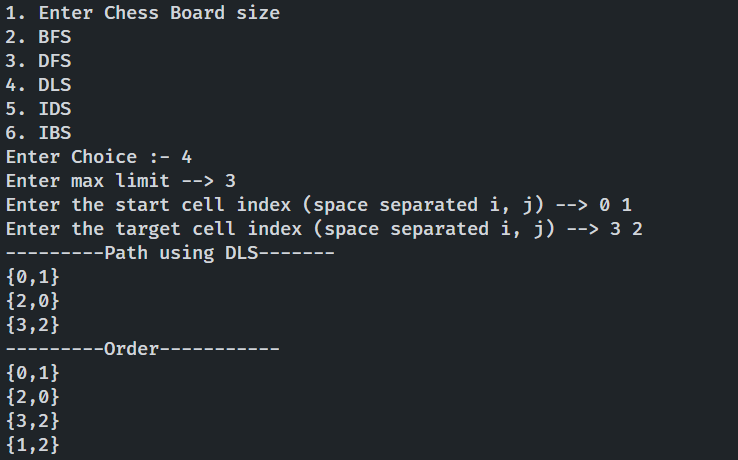 1. Enter Chess Board size
2. BFS
3. DFS
4. DLS
5. IDS
6. IBS
Enter Choice :- 4
Enter max limit --> 3
Enter the start cell index (space separated i, j) --> 0 1
Enter the target cell index (space separated i, j) --> 3 2
---------Path using DLS-------
{0,1}
{2,0}
{3,2}
---------Order-----------
{0,1}
{2,0}
{3,2}
{1,2}